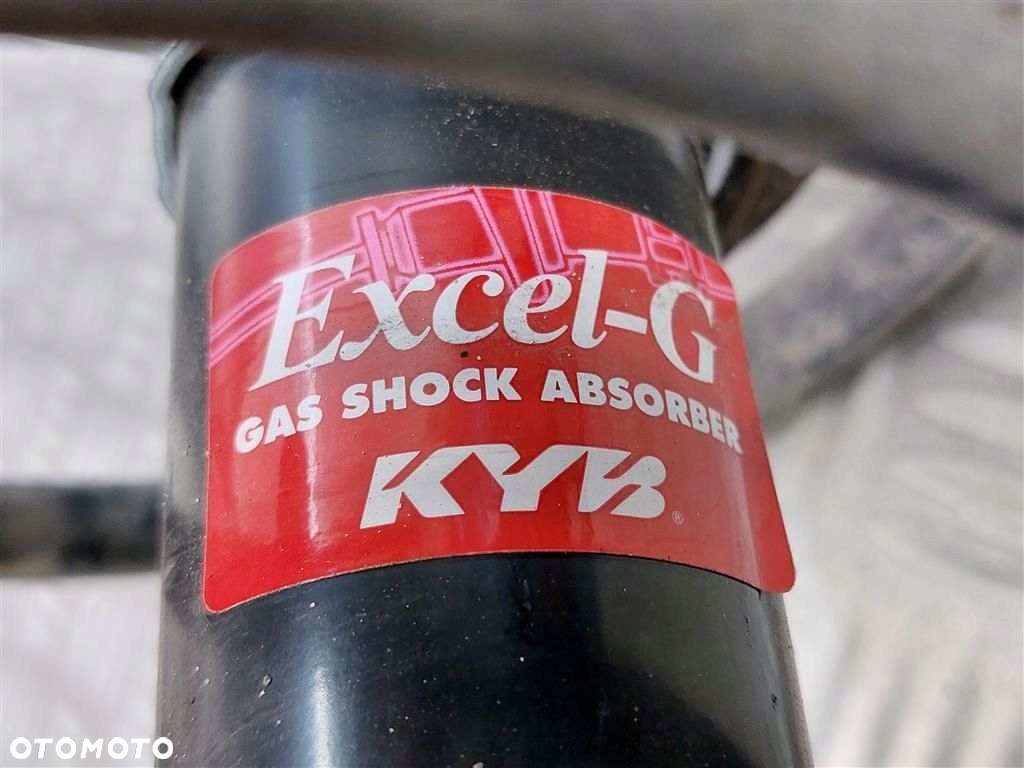 Excel-G
GAS SHOCK ABSORBER
KYB®
OTOMOTO